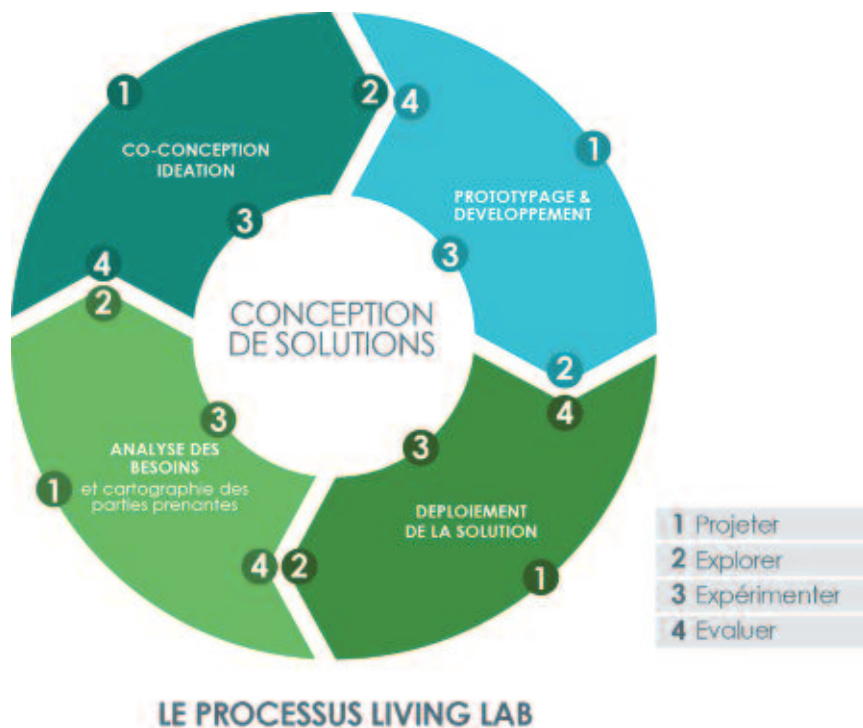 1
2
4
CO-CONCEPTION
IDEATION
1
3
PROTOTYPAGE &
DEVELOPPEMENT
3
4
2
CONCEPTION
DE SOLUTIONS
2
4
3
3
ANALYSE DES
BESOINS
et cartographie des
parties prenantes
1
DEPLOIEMENT
DE LA SOLUTION
4
2
1
1 Projeter
2 Explorer
3 Expérimenter
4 Evaluer
LE PROCESSUS LIVING LAB